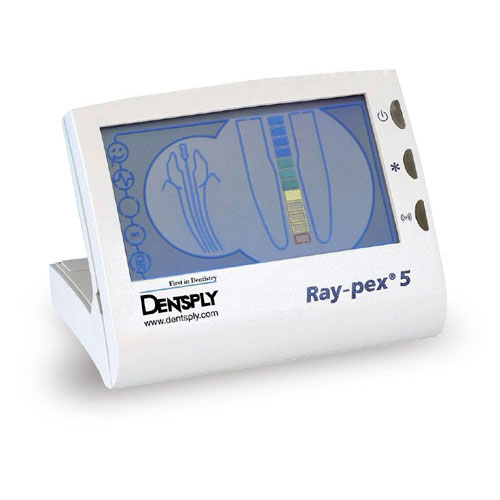 First in Dentistry
DENTSPLY
www.dentsply.com
Ray-pex® 5